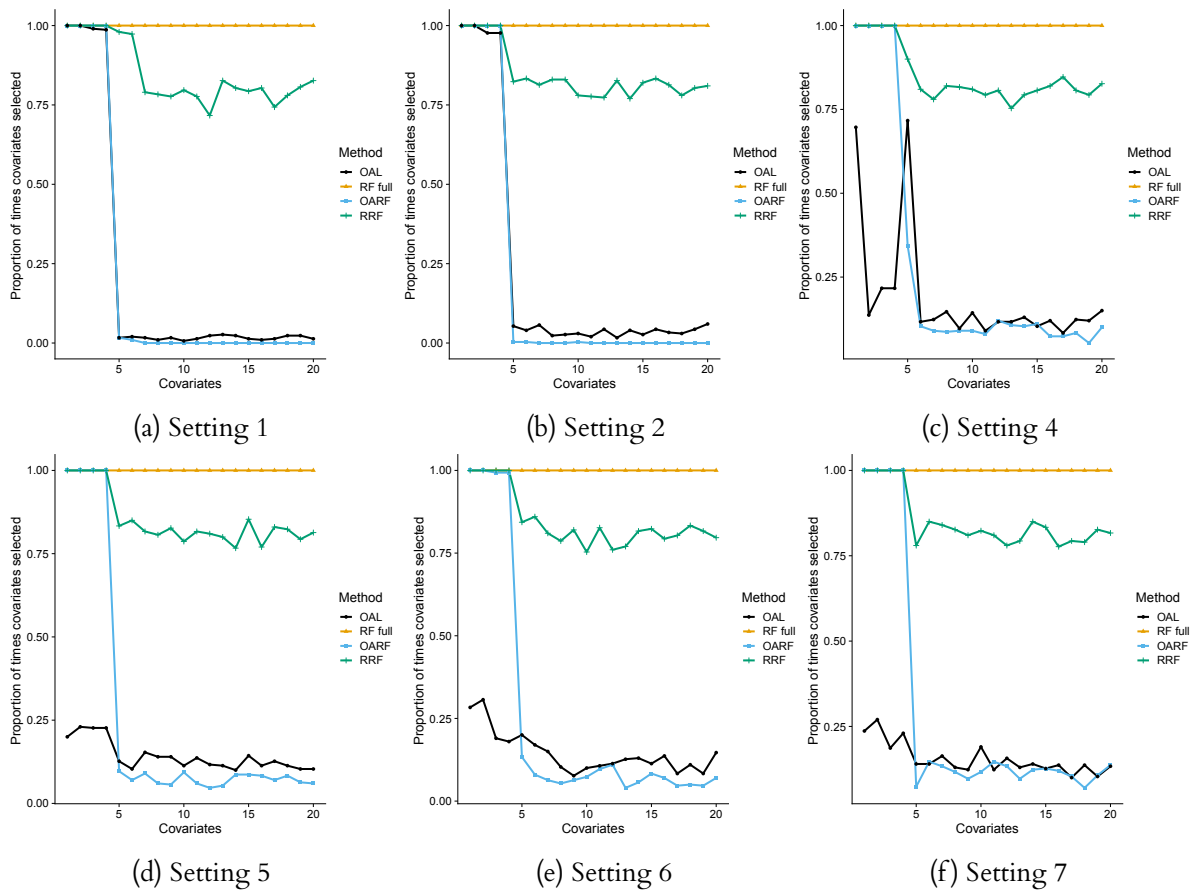 Proportion of times covariates selected
1.00
0.75
0.50
0.25
0.00
5
10
15
20
Covariates
Method
OAL
RF full
OARF
RRF
(a) Setting 1
Proportion of times covariates selected
1.00
0.75
0.50
0.25
0.00
5
10
15
20
Covariates
Method
OAL
RF full
OARF
RRF
(b) Setting 2
Proportion of times covariates selected
1.00
0.75
0.50
0.25
5
10
15
20
Covariates
Method
OAL
RF full
OARF
RRF
(c) Setting 4
Proportion of times covariates selected
1.00
0.75
0.50
0.25
0.00
5
10
15
20
Covariates
Method
OAL
RF full
OARF
RRF
(d) Setting 5
Proportion of times covariates selected
1.00
0.75
0.50
0.25
0.00
5
10
15
20
Covariates
Method
OAL
RF full
OARF
RRF
(e) Setting 6
Proportion of times covariates selected
1.00
0.75
0.50
0.25
5
10
15
20
Covariates
Method
OAL
RF full
OARF
RRF
(f) Setting 7